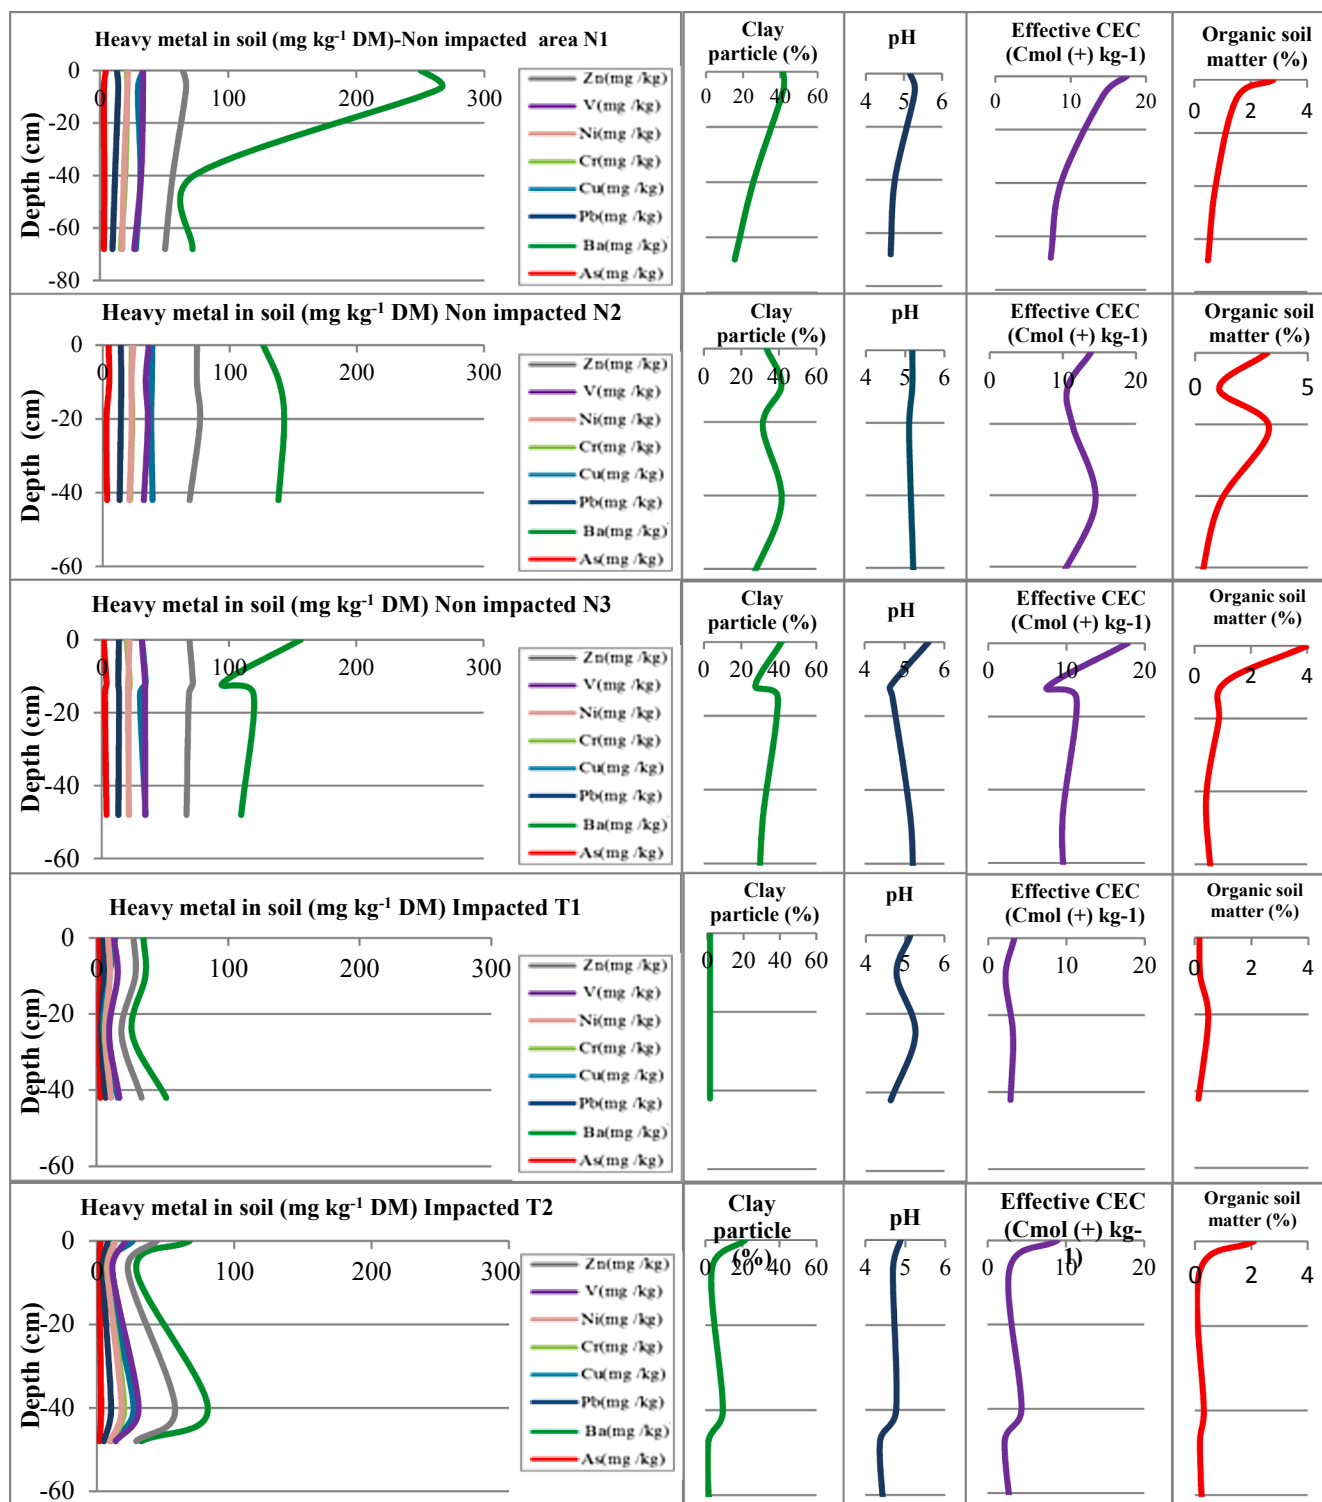 Heavy metal in soil (mg kg-1 DM)-Non impacted area N1
0 100 200 300
0
-20
-40
-60
-80
Depth (cm)
Zn(mg /kg)
V(mg/kg)
Ni(mg /kg)
Cr(mg /kg)
Cu(mg /kg)
Pb(mg /kg)
Ba(mg /kg)
As(mg /kg)
Clay
particle (%)
0 20 40 60
pH
4 5 6
Effective CEC
(Cmol (+) kg-1)
0 10 20
Organic soil
matter (%)
0 2 4
Heavy metal in soil (mg kg-1 DM) Non impacted N2
0 100 200 300
0
-20
-40
-60
Depth (cm)
Zn(mg /kg)
V(mg /kg)
Ni(mg /kg)
Cr(mg /kg)
Cu(mg /kg)
Pb(mg /kg)
Ba(mg /kg)
As(mg /kg)
Clay
particle (%)
0 20 40 60
pH
4 5 6
Effective CEC
(Cmol (+) kg-1)
0 10 20
Organic soil
matter (%)
0 5
Heavy metal in soil (mg kg-1 DM) Non impacted N3
0 100 200 300
0
-20
-40
-60
Depth (cm)
Zn(mg /kg)
V(mg /kg)
Ni(mg /kg)
Cr(mg /kg)
Cu(mg /kg)
Pb(mg /kg)
Ba(mg /kg)
As(mg /kg)
Clay
particle (%)
0 20 40 60
pH
4 5 6
Effective CEC
(Cmol (+) kg-1)
0 10 20
Organic soil
matter (%)
0 2 4
Heavy metal in soil (mg kg-1 DM) Impacted T1
0 100 200 300
0
-20
-40
-60
Depth (cm)
Zn(mg /kg)
V(mg /kg)
Ni(mg /kg)
Cr(mg /kg)
Cu(mg /kg)
Pb(mg /kg)
Ba(mg /kg)
As(mg /kg)
Clay
particle (%)
0 20 40 60
pH
4 5 6
Effective CEC
(Cmol (+) kg-1)
0 10 20
Organic soil
matter (%)
0 2 4
Heavy metal in soil (mg kg-1 DM) Impacted T2
0 100 200 300
0
-20
-40
-60
Depth (cm)
Zn(mg /kg)
V(mg /kg)
Ni(mg /kg)
Cr(mg /kg)
Cu(mg /kg)
Pb(mg /kg)
Ba(mg /kg)
As(mg /kg)
Clay
particle
(%)
0 20 40 60
pH
4 5 6
Effective CEC
(Cmol (+) kg-
1)
0 10 20
Organic soil
matter (%)
0 2 4